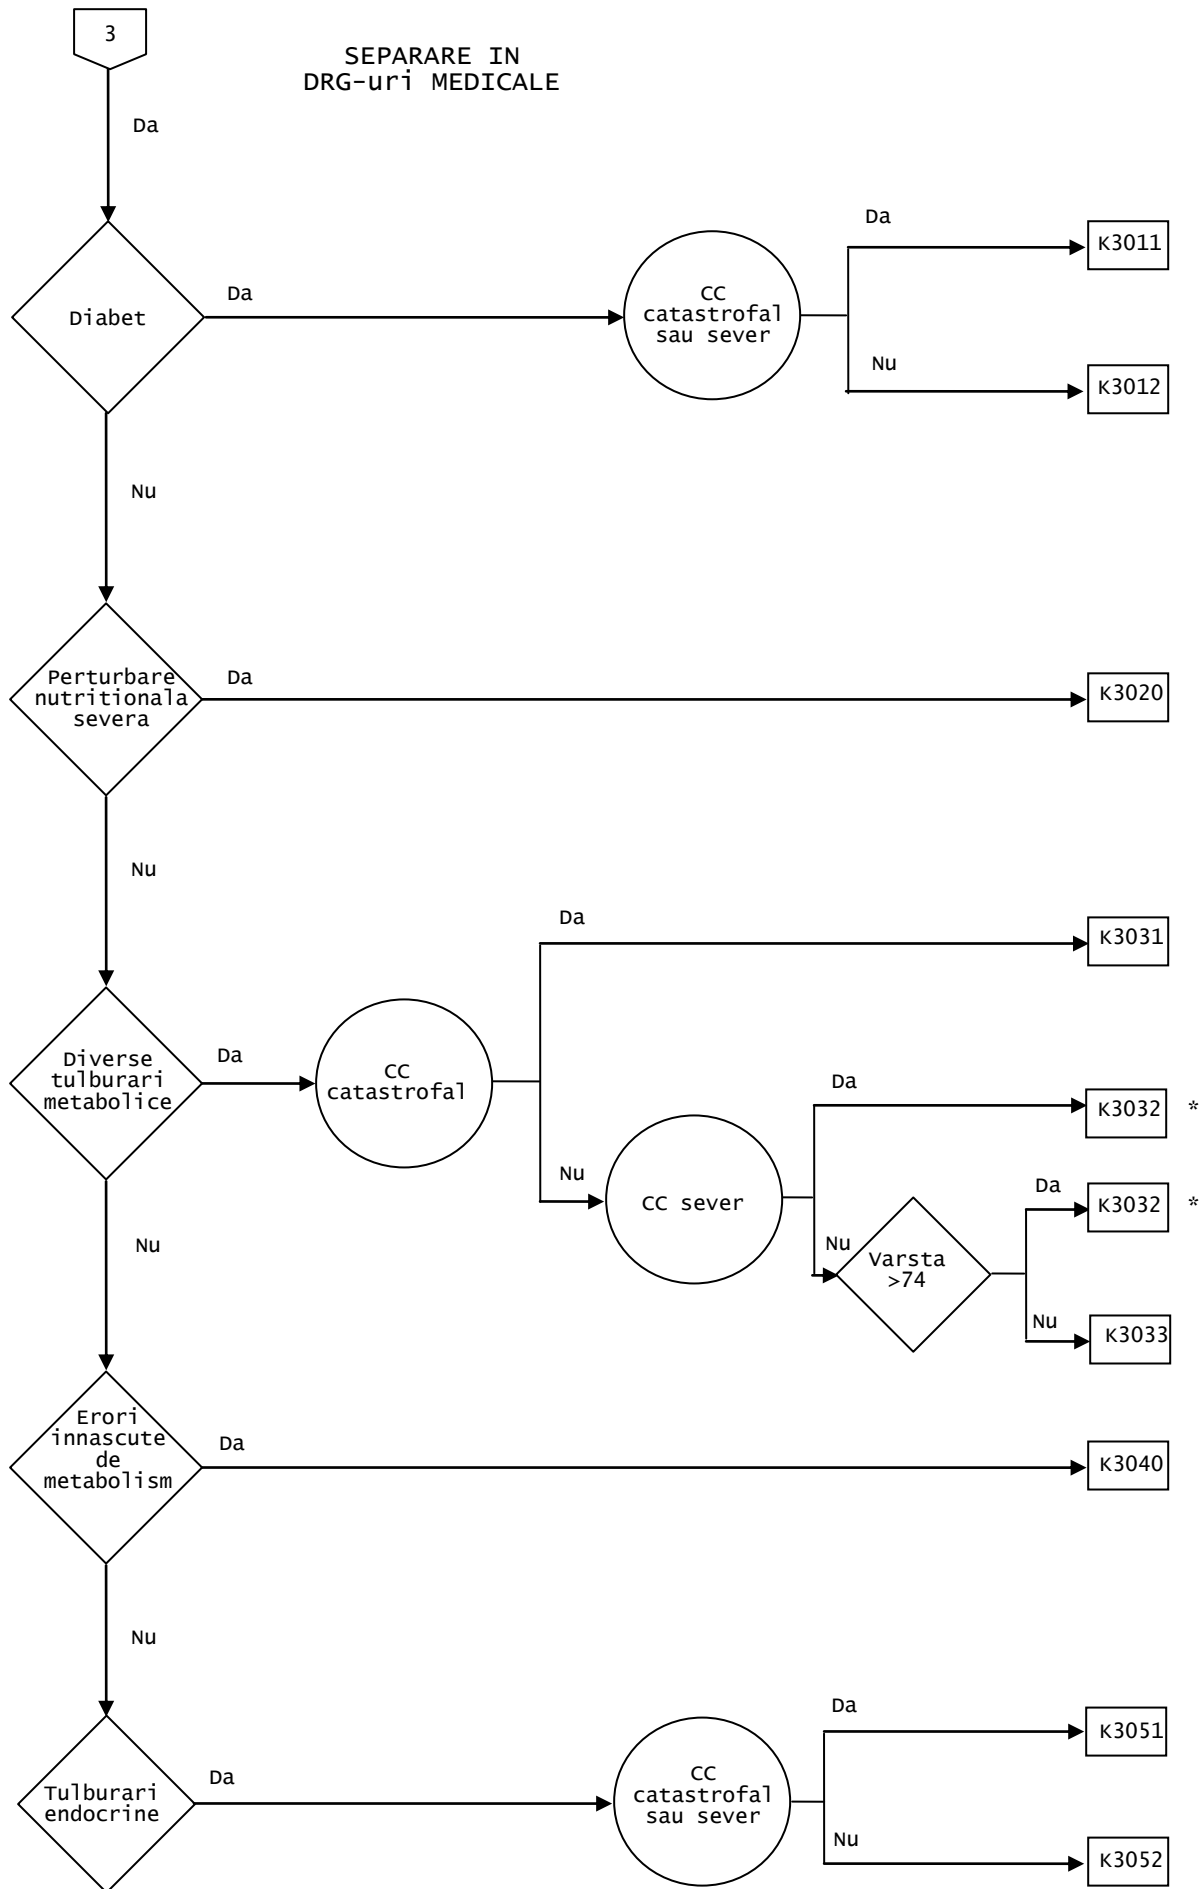 3
SEPARARE IN
DRG-uri MEDICALE
Da
Diabet
Da
CC
catastrofal
sau sever
Da
K3011
Nu
K3012
Nu
Perturbare
nutritionala
severa
Da
K3020
Nu
Diverse
tulburari
metabolice
Da
CC
catastrofal
Da
K3031
Nu
CC sever
Da
K3032 *
Nu
Varsta
>74
Da
K3032 *
Nu
K3033
Nu
Erori
innascute
de
metabolism
Da
K3040
Nu
Tulburari
endocrine
Da
CC
catastrofal
sau sever
Da
K3051
Nu
K3052